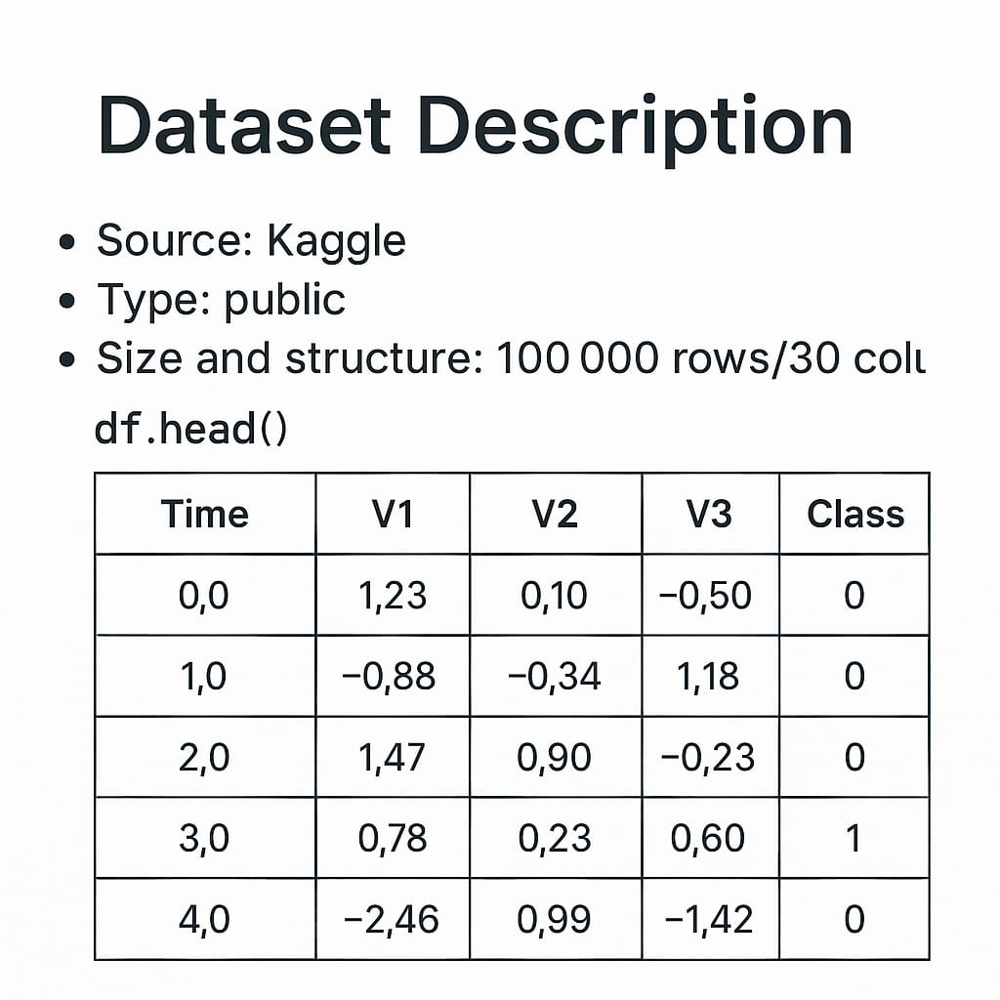 Dataset Description
• Source: Kaggle
• Type: public
• Size and structure: 100 000 rows/30
df.head()
Time V1 V2 V3 Class
0,0 1,23 0,10 −0,50 0
1,0 −0,88 −0,34 1,18 0
2,0 1,47 0,90 −0,23 0
3,0 0,78 0,23 0,60 1
4,0 −2,46 0,99 −1,42 0